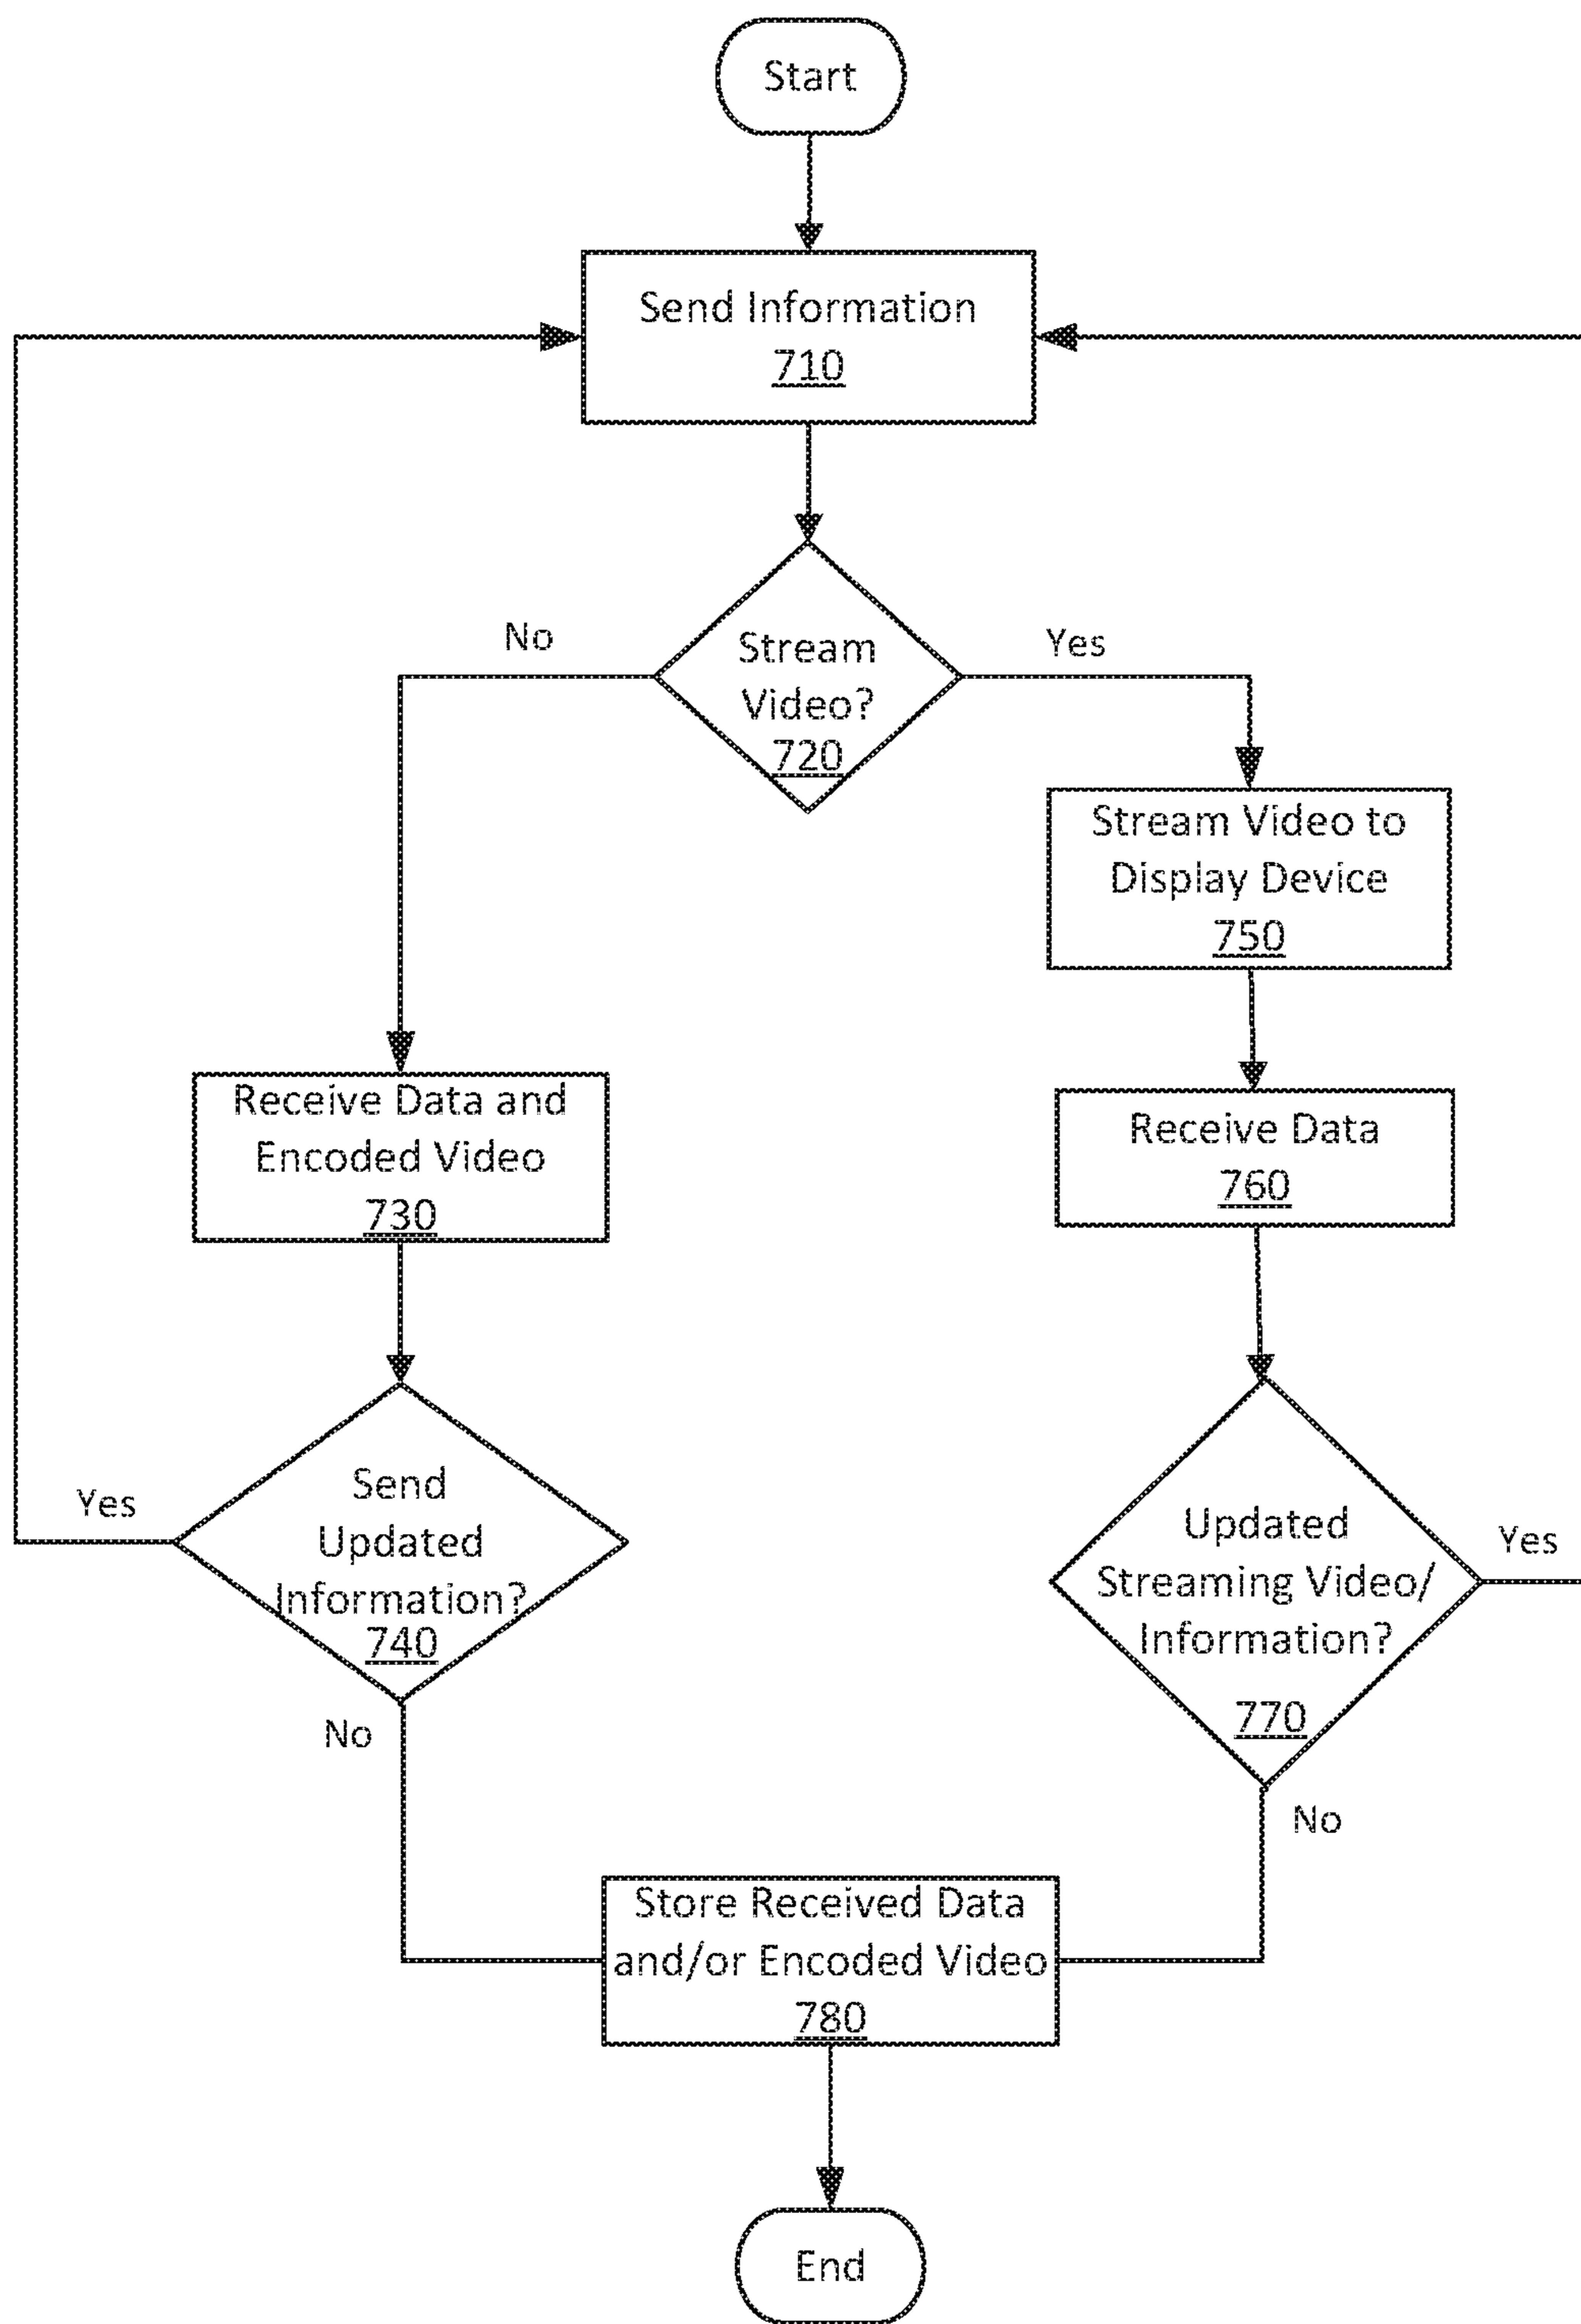 Start
Send Information
710
No
Yes
Stream
Video?
720
Stream Video to
Display Device
750
Receive Data and
Encoded Video
730
Receive Data
760
Yes
Send
Updated
Information?
740
No
Updated
Streaming Video/
Information?
770
Yes
No
Store Received Data
and/or Encoded Video
780
End